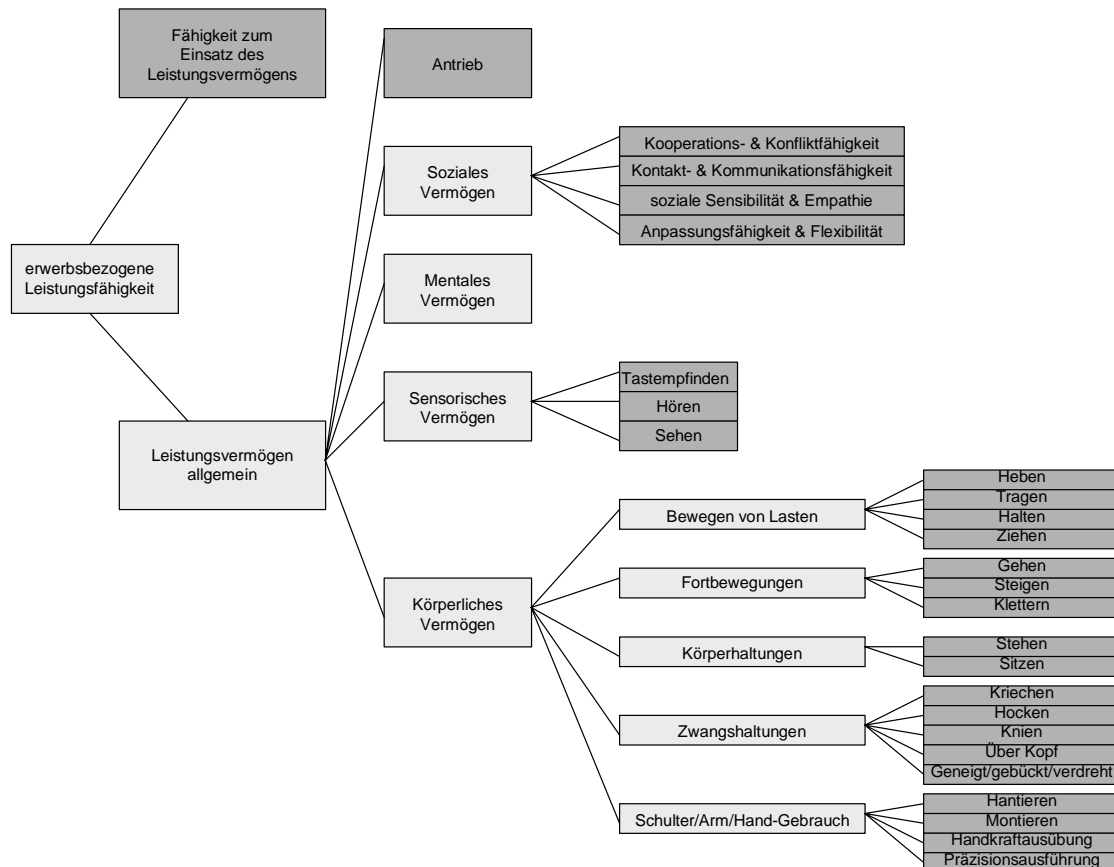 Fähigkeit zum
Einsatz des
Leistungsvermögens
Antrieb
Soziales
Vermögen
Kooperations- & Konfliktfähigkeit
Kontakt- & Kommunikationsfähigkeit
soziale Sensibilität & Empathie
Anpassungsfähigkeit & Flexibilität
erwerbsbezogene
Leistungsfähigkeit
Mentales
Vermögen
Sensorisches
Vermögen
Tastempfinden
Hören
Sehen
Leistungsvermögen
allgemein
Körperliches
Vermögen
Bewegen von Lasten
Heben
Tragen
Halten
Ziehen
Fortbewegungen
Gehen
Steigen
Klettern
Körperhaltungen
Stehen
Sitzen
Zwangshaltungen
Kriechen
Hocken
Knien
Über Kopf
Geneigt/gebückt/verdreht
Schulter/Arm/Hand-Gebrauch
Hantieren
Montieren
Handkraftausübung
Präzisionsausführung